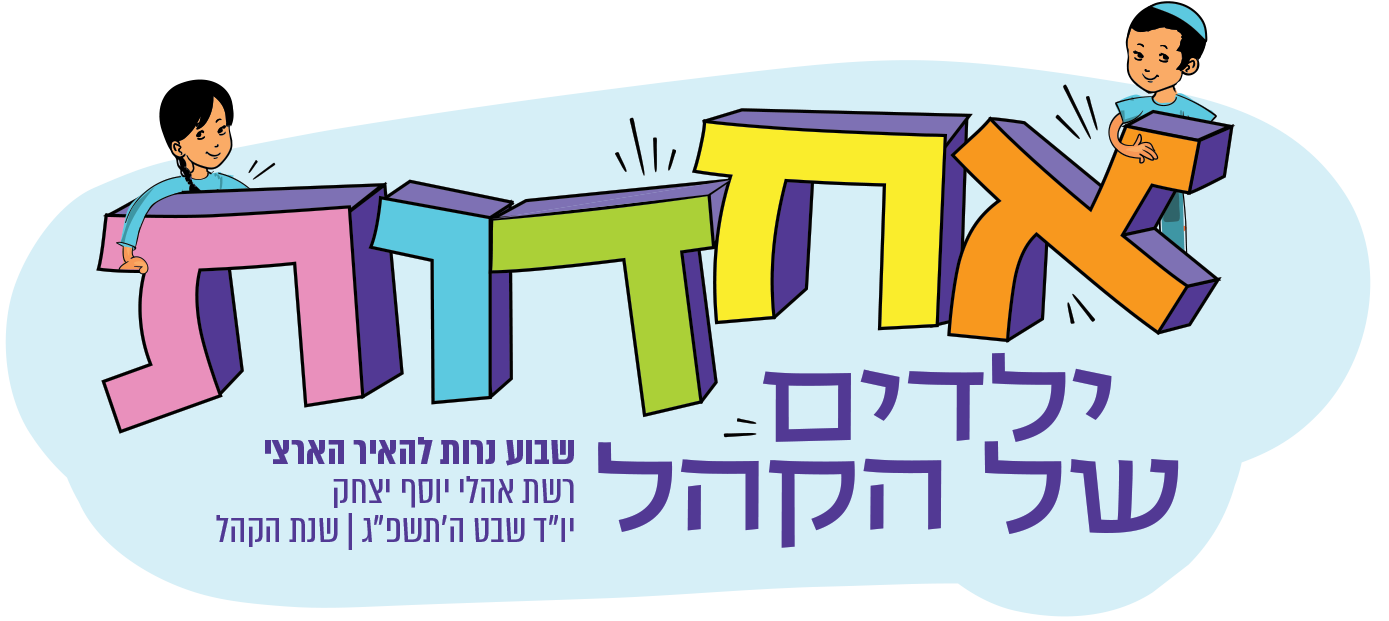 אחדות
ילדים
של הקהל
שבוע נרות להאיר הארצי
רשת אהלי יוסף יצחק
יו"ד שבט ה'תשפ"ג | שנת הקהל